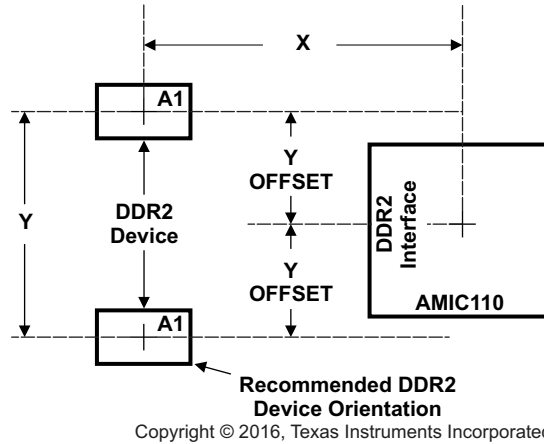 X
A1
Y
OFFSET
Y
DDR2
Device
DDR2
Interface
Y
OFFSET
A1
AMIC110
Recommended DDR2
Device Orientation
Copyright © 2016, Texas Instruments Incorporated